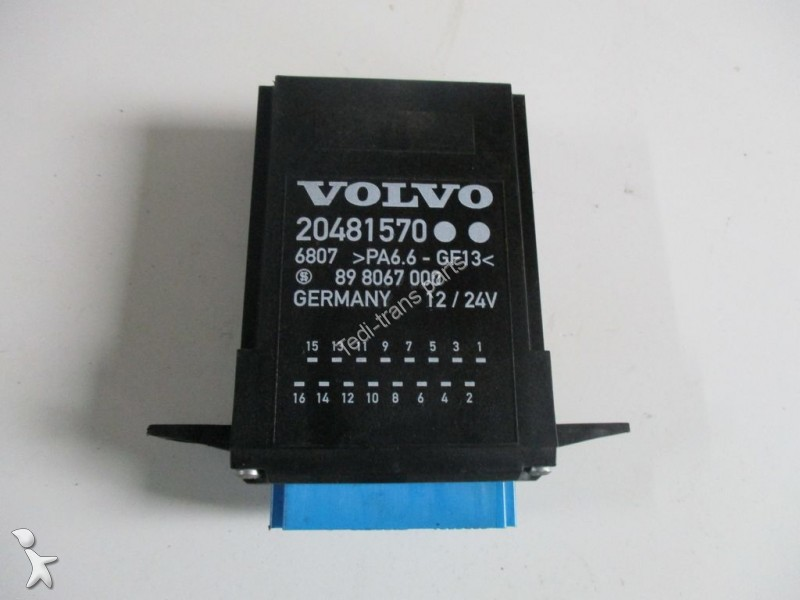 VOLVO
20481570
6807 >PA6.6 - GF13<
89 8067 000
GERMANY 12 / 24V
15 13 11 9 7 5 3 1
16 14 12 10 8 6 4 2
Tedi-trans parts